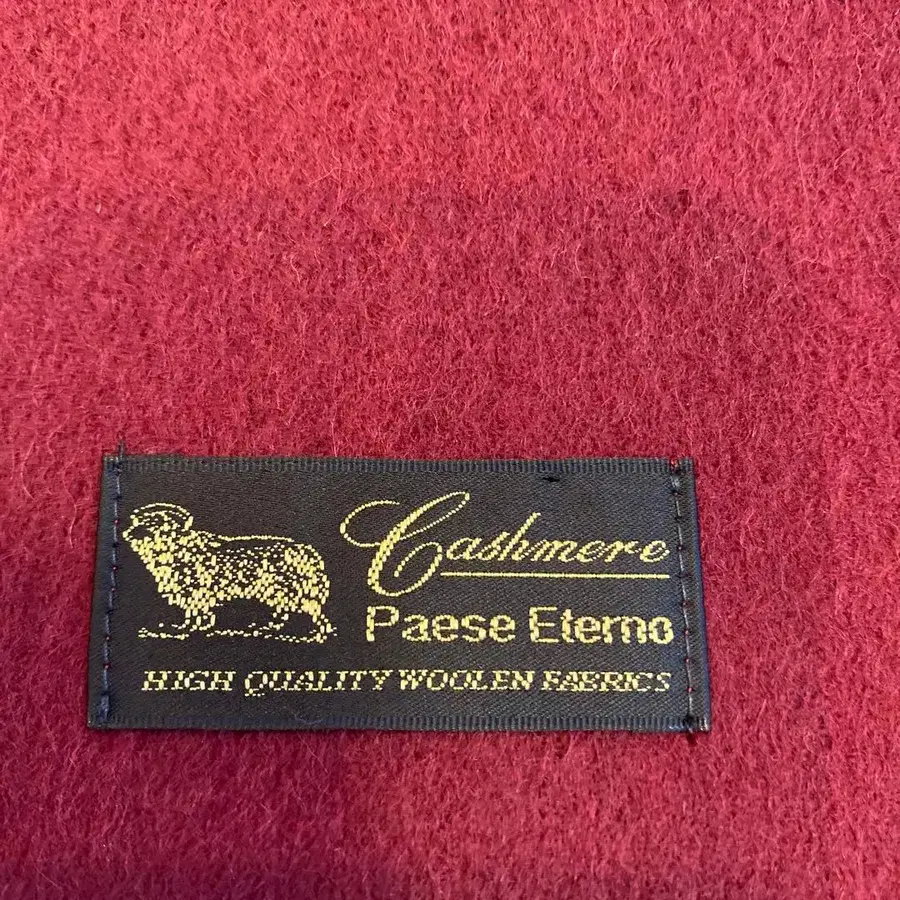 Cashmere
Paese Eterno
HIGH QUALITY WOOLEN FABRICS